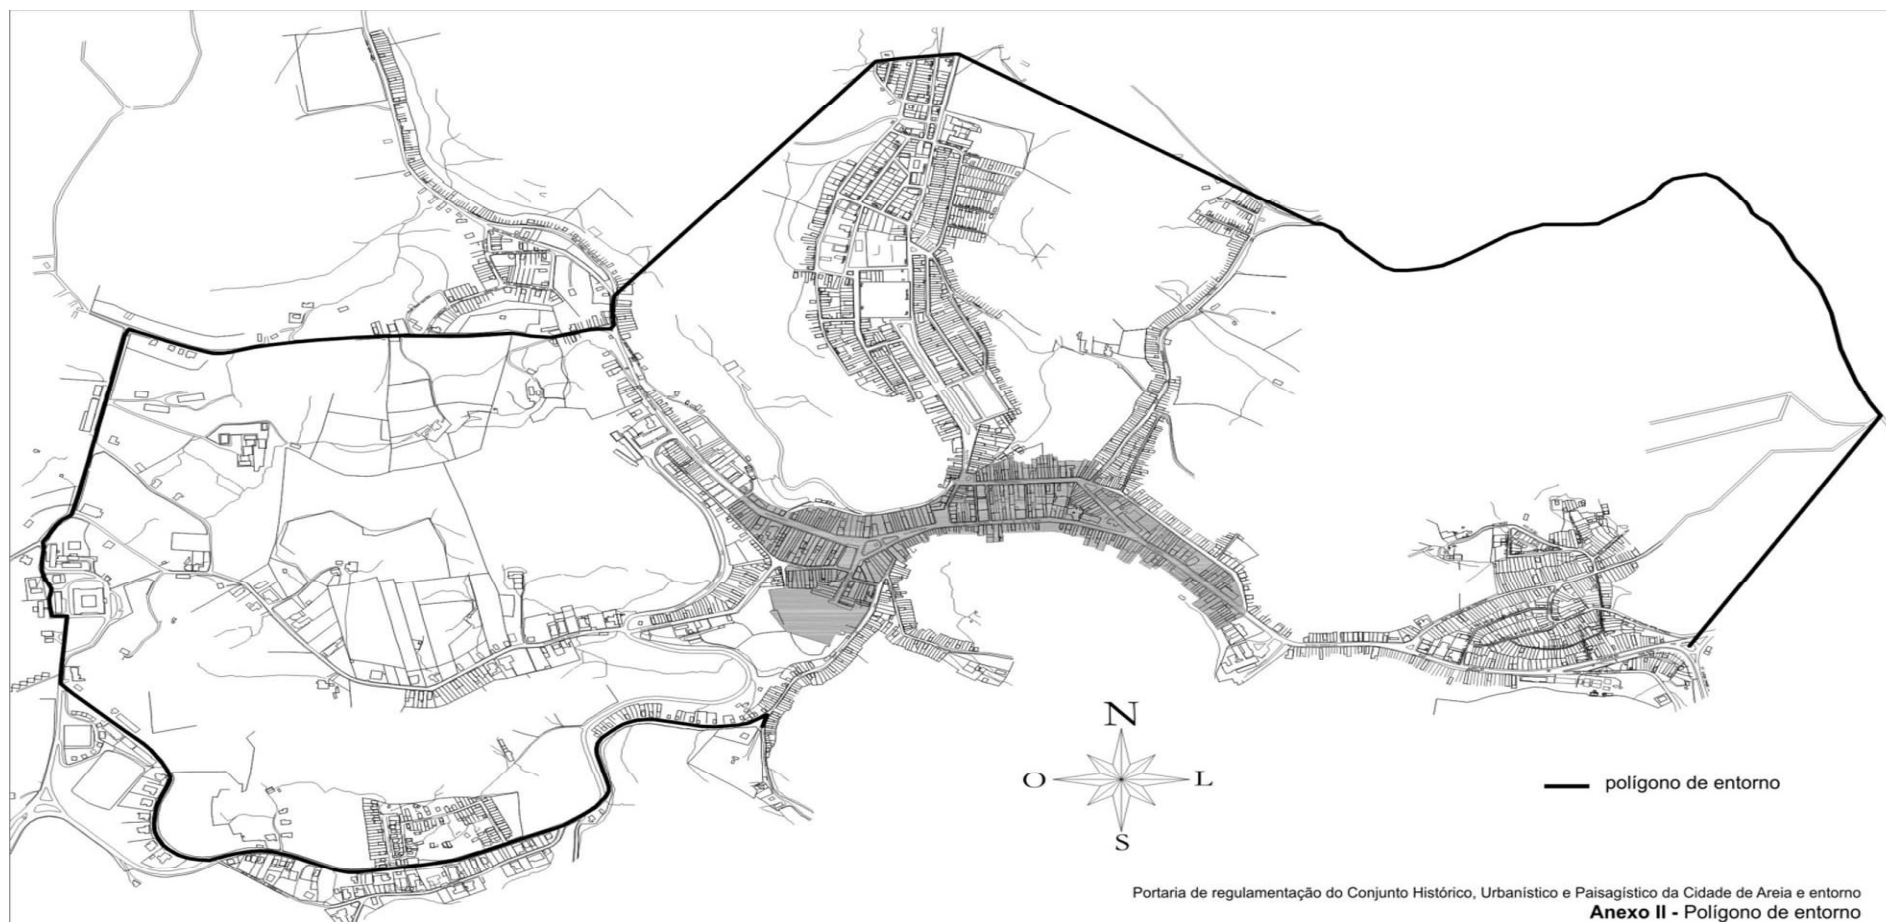 N
O
L
S
polígono de entorno
Portaria de regulamentação do Conjunto Histórico, Urbanístico e Paisagístico da Cidade de Areia e entorno
Anexo II - Polígono de entorno